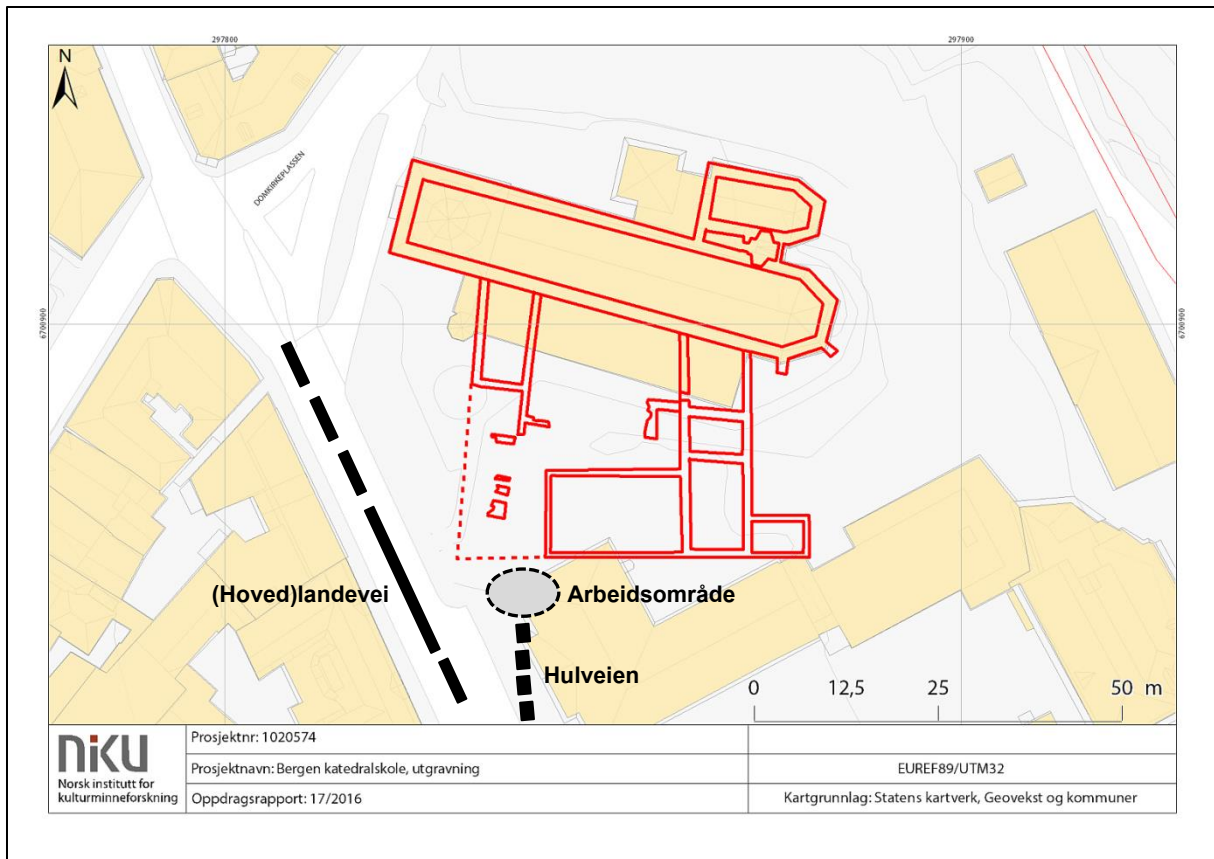 297800
297900
N
DOMKIRKEPLASSEN
6700900
6700900
(Hoved)landevei
Arbeidsområde
Hulveien
0 12,5 25 50 m
NIKU
Norsk institutt for
kulturminneforskning
Prosjektnr: 1020574
Prosjektnavn: Bergen katedralskole, utgravning
EUREF89/UTM32
Oppdragsrapport: 17/2016
Kartgrunnlag: Statens kartverk, Geovekst og kommuner